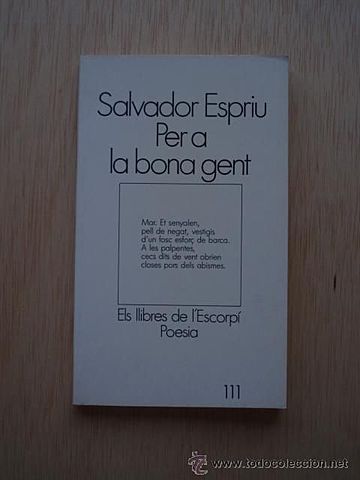 Salvador Espriu
Per a
la bona gent
Mar. Et senyalen,
pell de negat, vestigis
d'un fosc esforç de barca.
A les palpentes,
cecs dits de vent obrien
closes pors dels abismes.
Els llibres de l'Escorpí
Poesia
111
www.todocoleccion.net